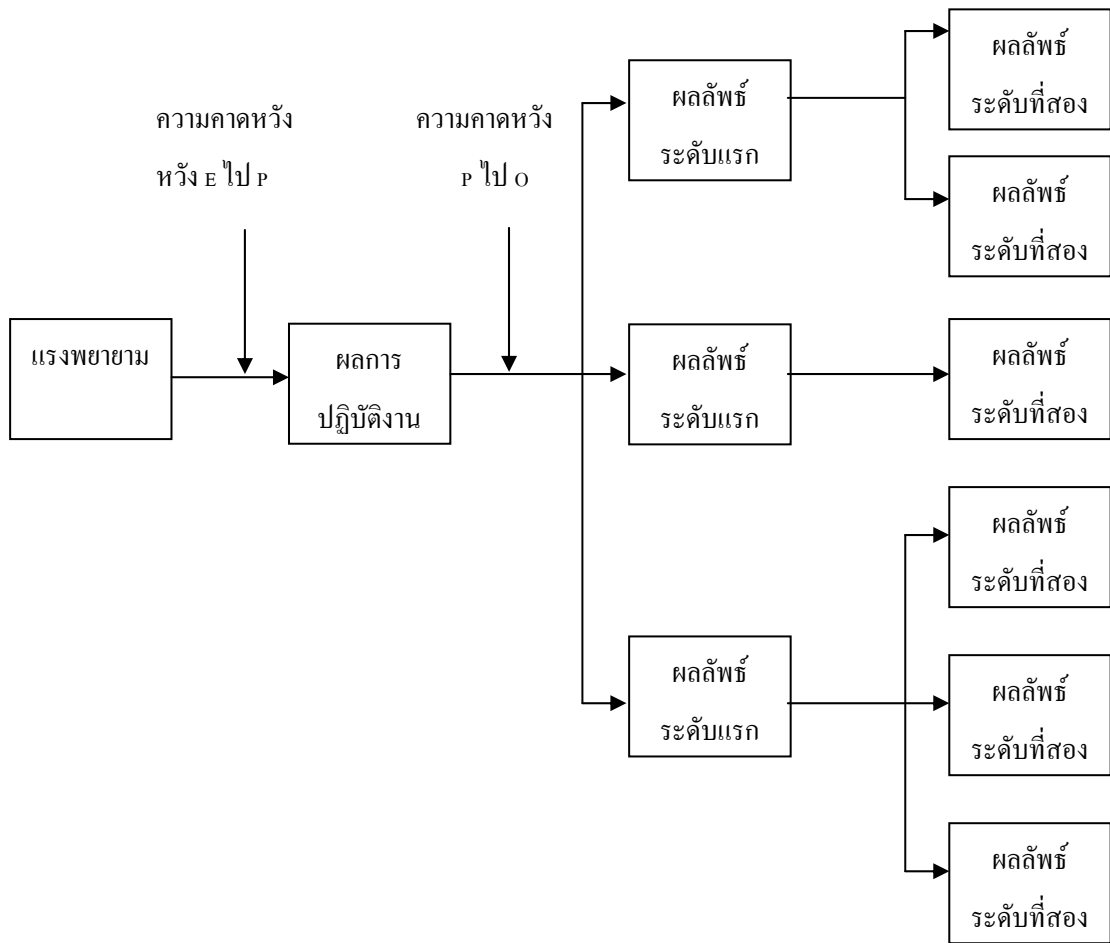 ผลลัพธ์
ระดับที่สอง
ผลลัพธ์
ระดับแรก
ความคาดหวัง
หวัง E ไป P
ความคาดหวัง
P ไป O
ผลลัพธ์
ระดับที่สอง
แรงพยายาม
ผลการ
ปฏิบัติงาน
ผลลัพธ์
ระดับแรก
ผลลัพธ์
ระดับที่สอง
ผลลัพธ์
ระดับที่สอง
ผลลัพธ์
ระดับแรก
ผลลัพธ์
ระดับที่สอง
ผลลัพธ์
ระดับที่สอง